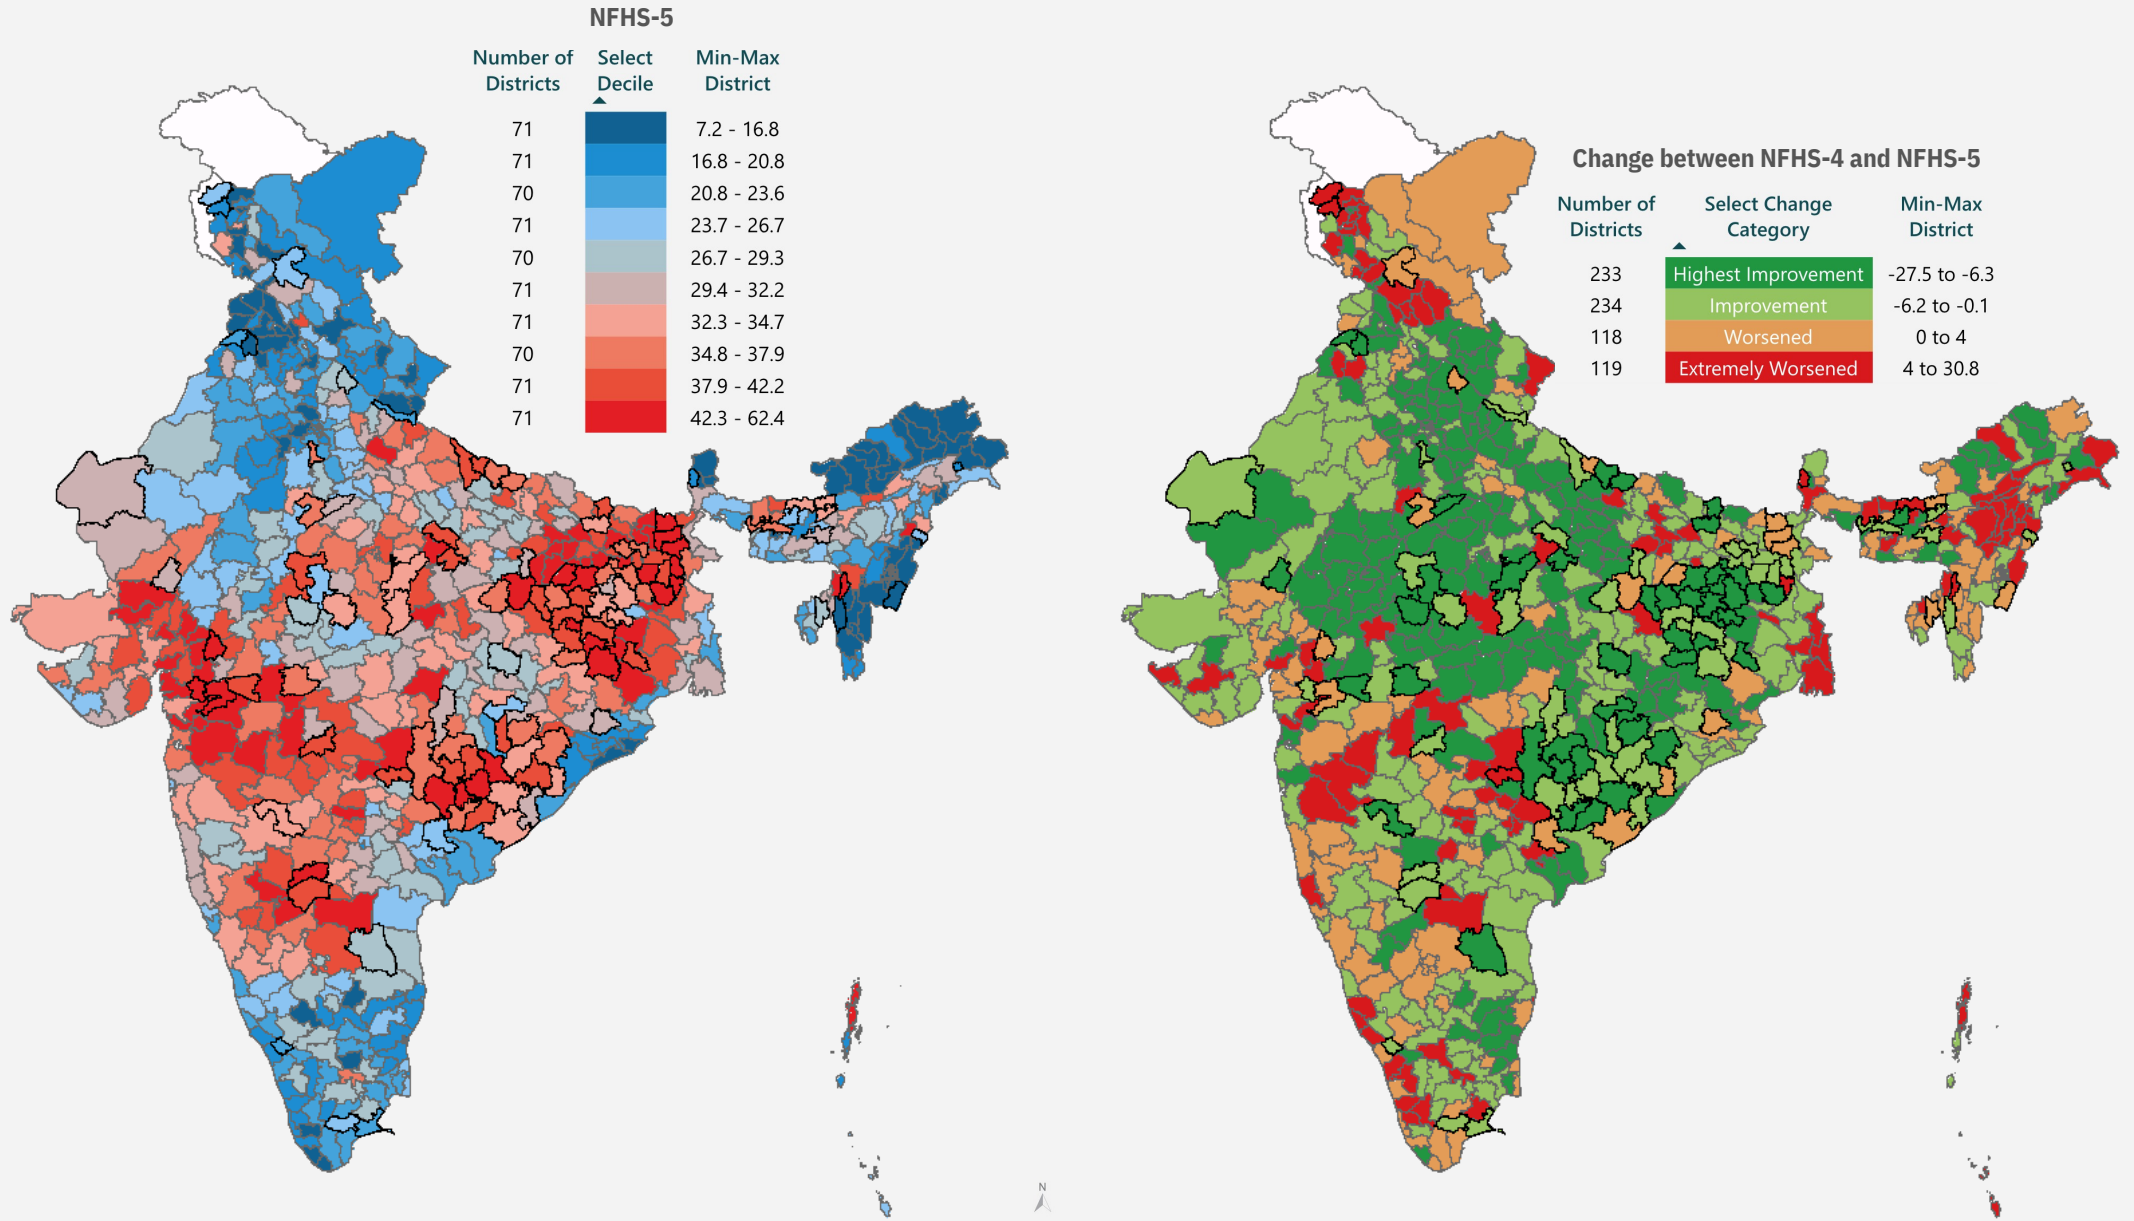 NFHS-5
Number of Districts Select Decile Min-Max District
71 7.2 - 16.8
71 16.8 - 20.8
70 20.8 - 23.6
71 23.7 - 26.7
70 26.7 - 29.3
71 29.4 - 32.2
71 32.3 - 34.7
70 34.8 - 37.9
71 37.9 - 42.2
71 42.3 - 62.4
N
Change between NFHS-4 and NFHS-5
Number of Districts Select Change Category Min-Max District
233 Highest Improvement -27.5 to -6.3
234 Improvement -6.2 to -0.1
118 Worsened 0 to 4
119 Extremely Worsened 4 to 30.8